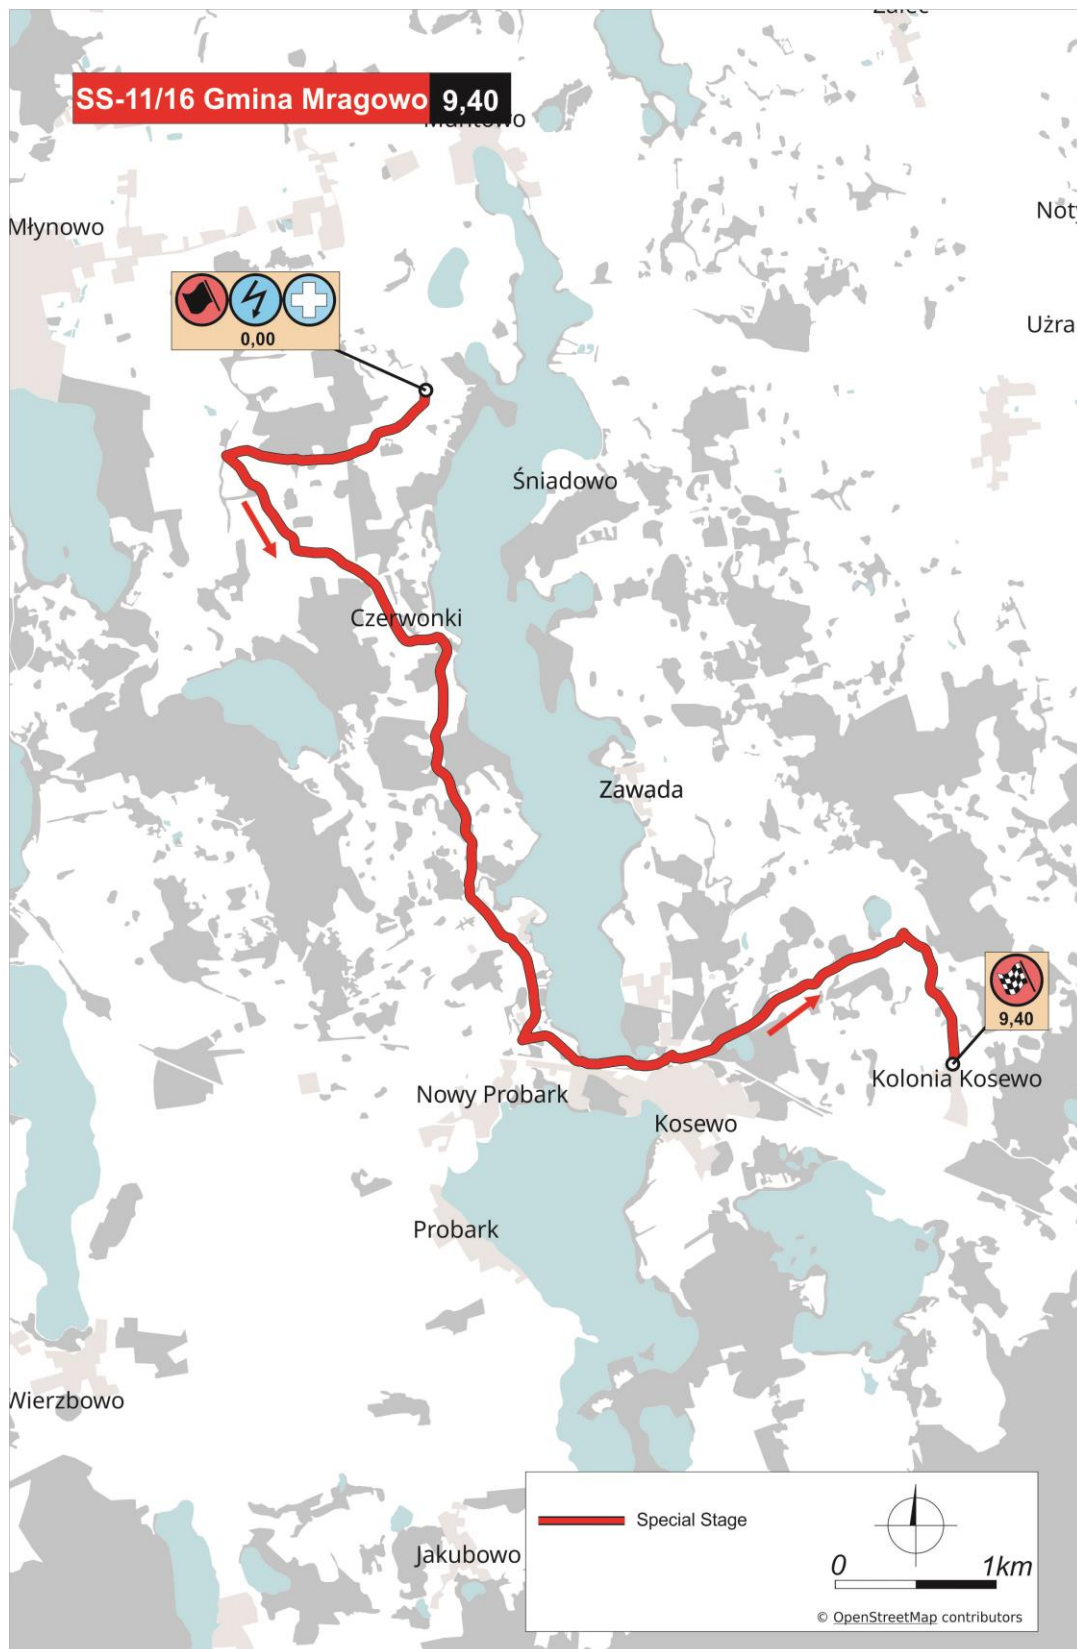 SS-11/16 Gmina Mragowo 9,40
Młynowo
0,00
Śniadowo
Czerwonki
Zawada
9,40
Kolonia Kosewo
Nowy Probark
Kosewo
Probark
Wierzbowo
Special Stage
Jakubowo
0 1km
© OpenStreetMap contributors